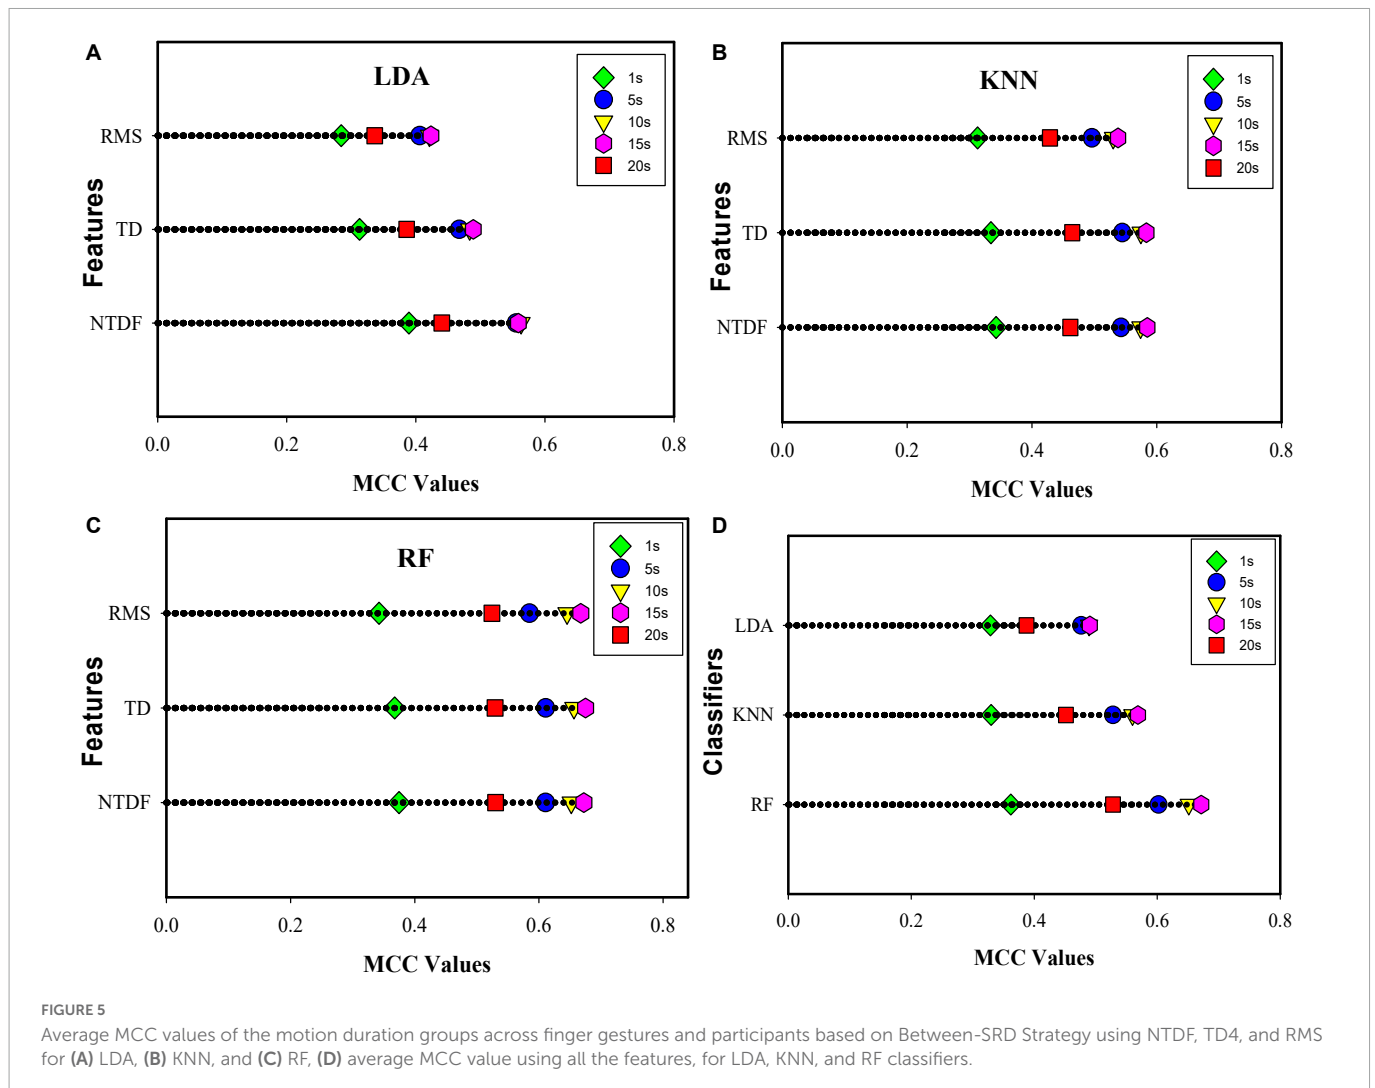 A
LDA
1s
5s
10s
15s
20s
RMS
TD
NTDF
Features
0.0 0.2 0.4 0.6 0.8
MCC Values
B
KNN
1s
5s
10s
15s
20s
RMS
TD
NTDF
Features
0.0 0.2 0.4 0.6 0.8
MCC Values
C
RF
1s
5s
10s
15s
20s
RMS
TD
NTDF
Features
0.0 0.2 0.4 0.6 0.8
MCC Values
D
1s
5s
10s
15s
20s
LDA
KNN
RF
Classifiers
0.0 0.2 0.4 0.6 0.8
MCC Values
FIGURE 5
Average MCC values of the motion duration groups across finger gestures and participants based on Between-SRD Strategy using NTDF, TD4, and RMS
for (A) LDA, (B) KNN, and (C) RF, (D) average MCC value using all the features, for LDA, KNN, and RF classifiers.